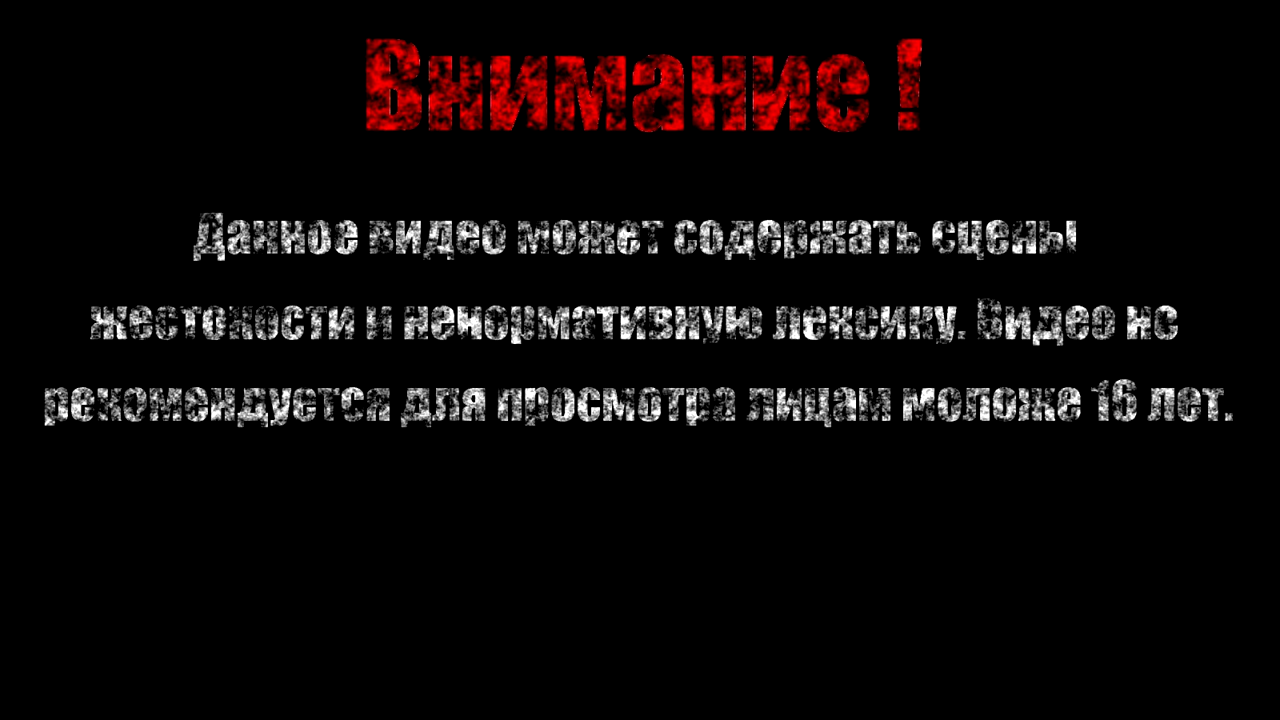 Внимание !
Данное видео может содержать сцены
жестокости и ненормативную лексику. Видео не
рекомендуется для просмотра лицам моложе 16 лет.